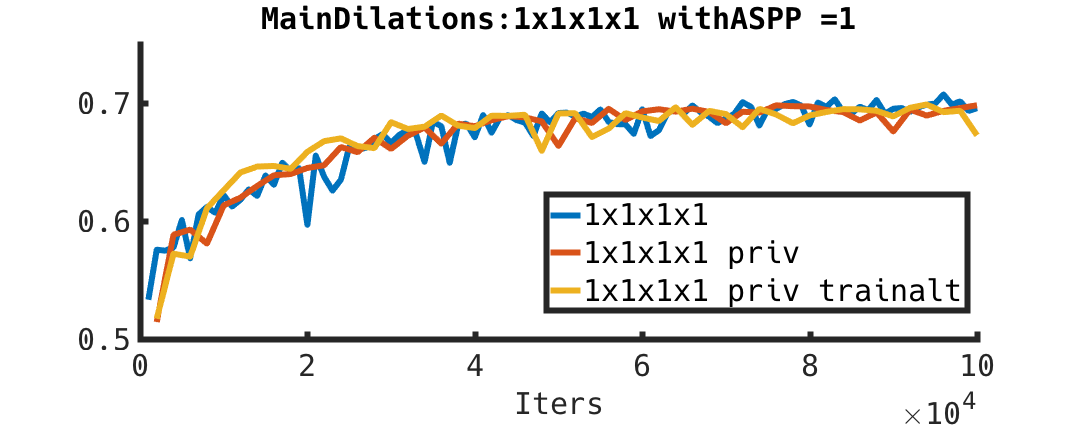 MainDilations:1x1x1x1 withASPP =1
0.7
0.6
0.5
1x1x1x1
1x1x1x1 priv
1x1x1x1 priv trainalt
0 2 4 6 8 10
Iters
×10^4